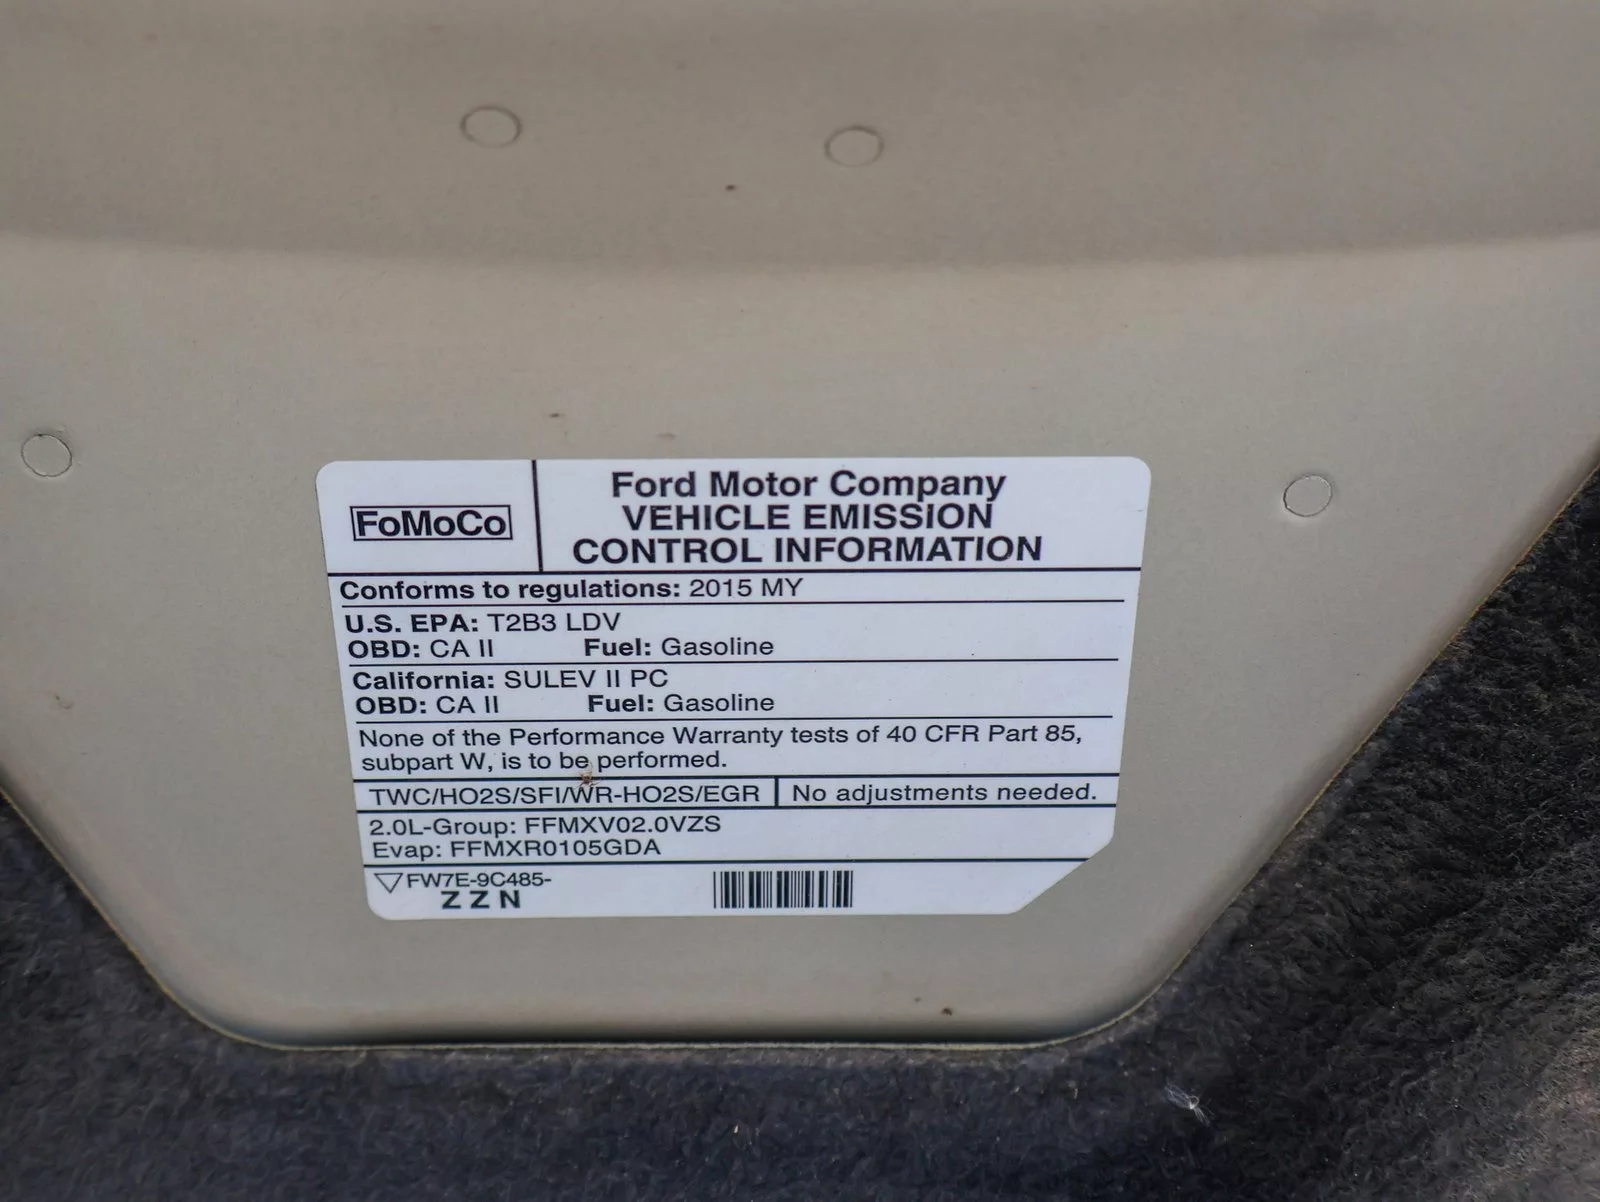 FoMoCo
Ford Motor Company
VEHICLE EMISSION
CONTROL INFORMATION
Conforms to regulations: 2015 MY
U.S. EPA: T2B3 LDV
OBD: CA II Fuel: Gasoline
California: SULEV II PC
OBD: CA II Fuel: Gasoline
None of the Performance Warranty tests of 40 CFR Part 85,
subpart W, is to be performed.
TWC/HO2S/SFI/WR-HO2S/EGR No adjustments needed.
2.0L-Group: FFMXV02.0VZS
Evap: FFMXR0105GDA
FW7E-9C485-
Z Z N